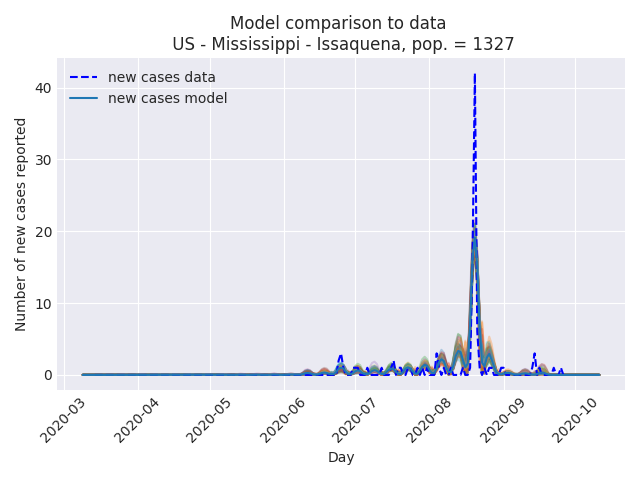 Model comparison to data
US - Mississippi - Issaquena, pop. = 1327
new cases data
new cases model
Number of new cases reported
40
30
20
10
0
2020-03
2020-04
2020-05
2020-06
2020-07
2020-08
2020-09
2020-10
Day